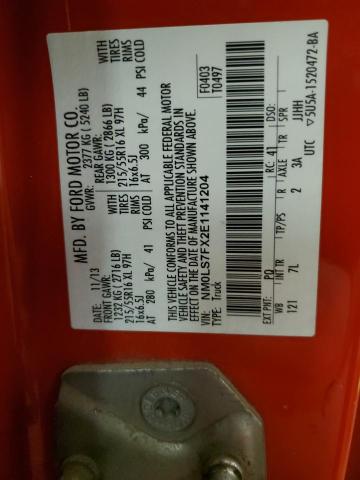 MFD. BY FORD MOTOR CO.
DATE: 11/13 GVWR: 2377 KG ( 5240 LB)
FRONT GAWR: REAR GAWR: WITH
1232 KG ( 2716 LB) 1300 KG ( 2866 LB) TIRES
215/55R16 XL 97H 215/55R16 XL 97H RIMS
16x6.5J WITH TIRES RIMS 16x6.5J
AT 280 kPa/ 41 PSI COLD AT 300 kPa/ 44 PSI COLD
THIS VEHICLE CONFORMS TO ALL APPLICABLE FEDERAL MOTOR
VEHICLE SAFETY AND THEFT PREVENTION STANDARDS IN EFFECT ON
THE DATE OF MANUFACTURE SHOWN ABOVE.
VIN: NM0LS7FX2E1141204 F0403
TYPE: Truck T0497
EXT PNT: PQ RC: 41 DSO:
WB TP/PS R AXLE TR SPR
121 7L 2 3A JJHH
UTC ▽5U5A-1520472-BA